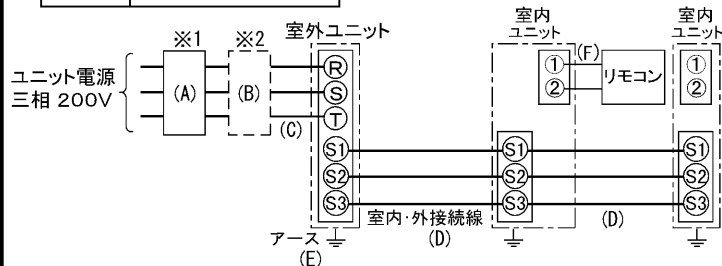 ※1
※2
室外ユニット
室内
ユニット
室内
ユニット
ユニット電源
三相 200V
(A)
(B)
(C)
R
S
T
①
②
(F)
リモコン
①
②
S1
S2
S3
S1
S2
S3
S1
S2
S3
室内・外接続線
(D)
(D)
アース
(E)